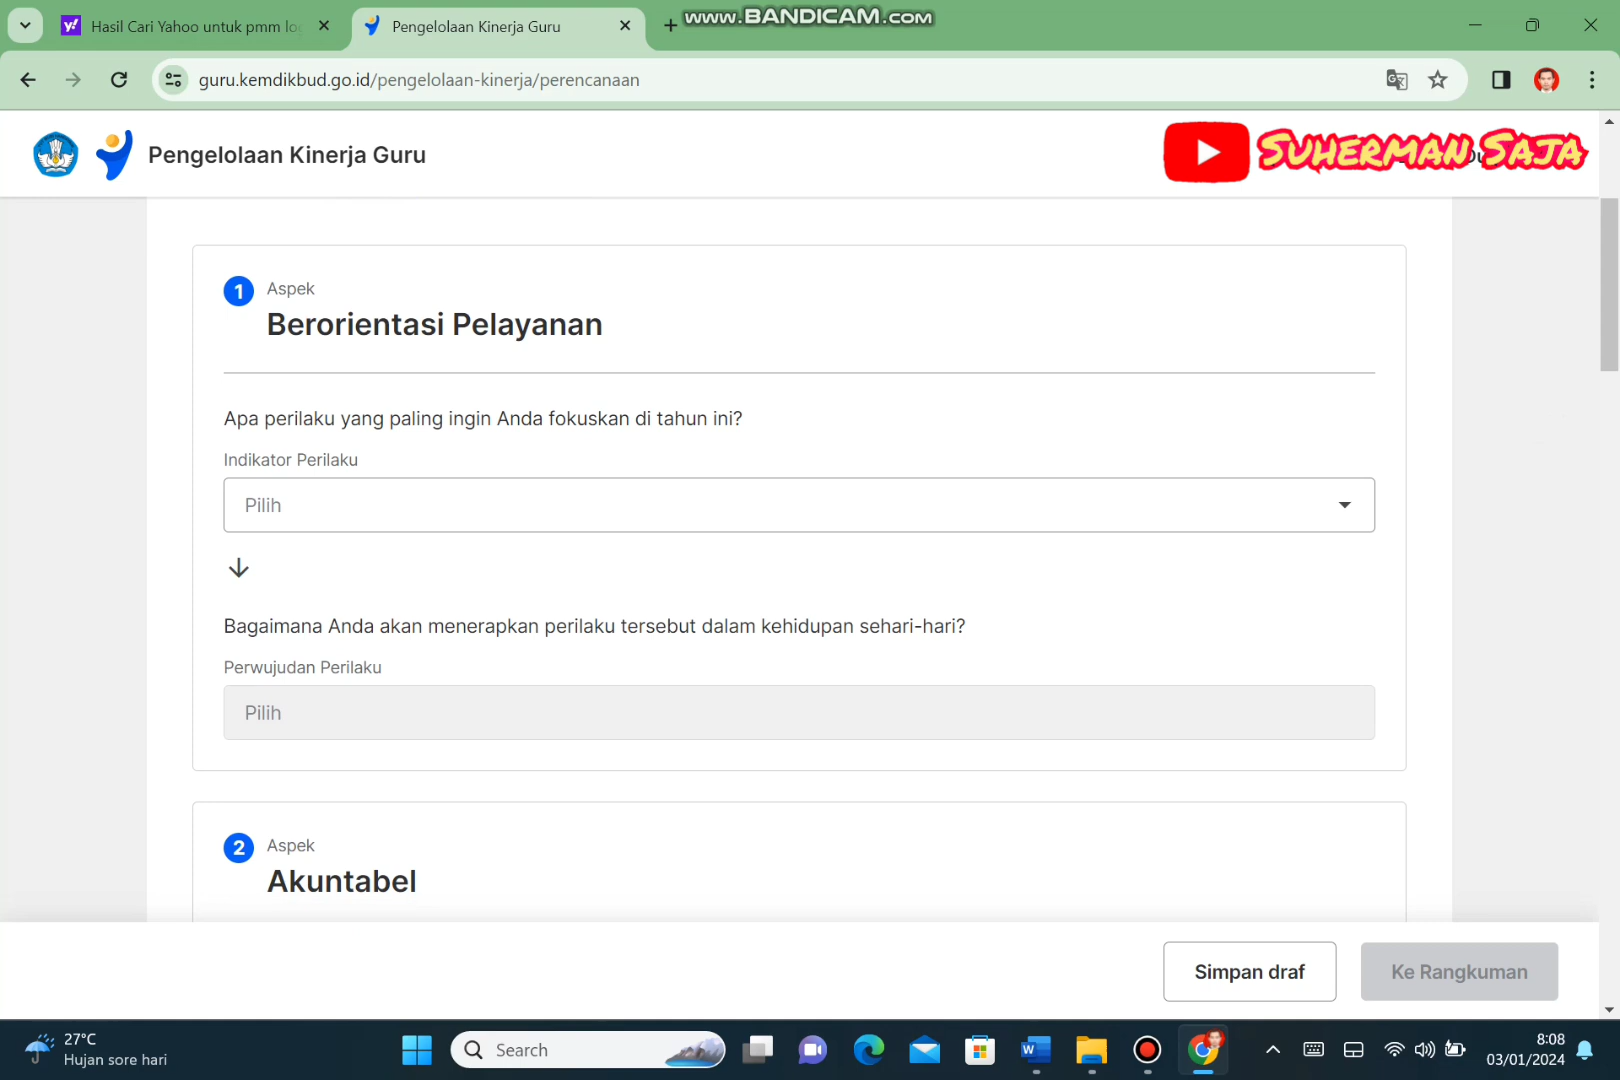 Hasil Cari Yahoo untuk pmm lo
Pengelolaan Kinerja Guru
www.BANDICAM.com
guru.kemdikbud.go.id/pengelolaan-kinerja/perencanaan
Pengelolaan Kinerja Guru
SUHERMAN SAJA
1
Aspek
Berorientasi Pelayanan
Apa perilaku yang paling ingin Anda fokuskan di tahun ini?
Indikator Perilaku
Pilih
Bagaimana Anda akan menerapkan perilaku tersebut dalam kehidupan sehari-hari?
Perwujudan Perilaku
Pilih
2
Aspek
Akuntabel
Simpan draf
Ke Rangkuman
27°C
Hujan sore hari
Search
8:08
03/01/2024